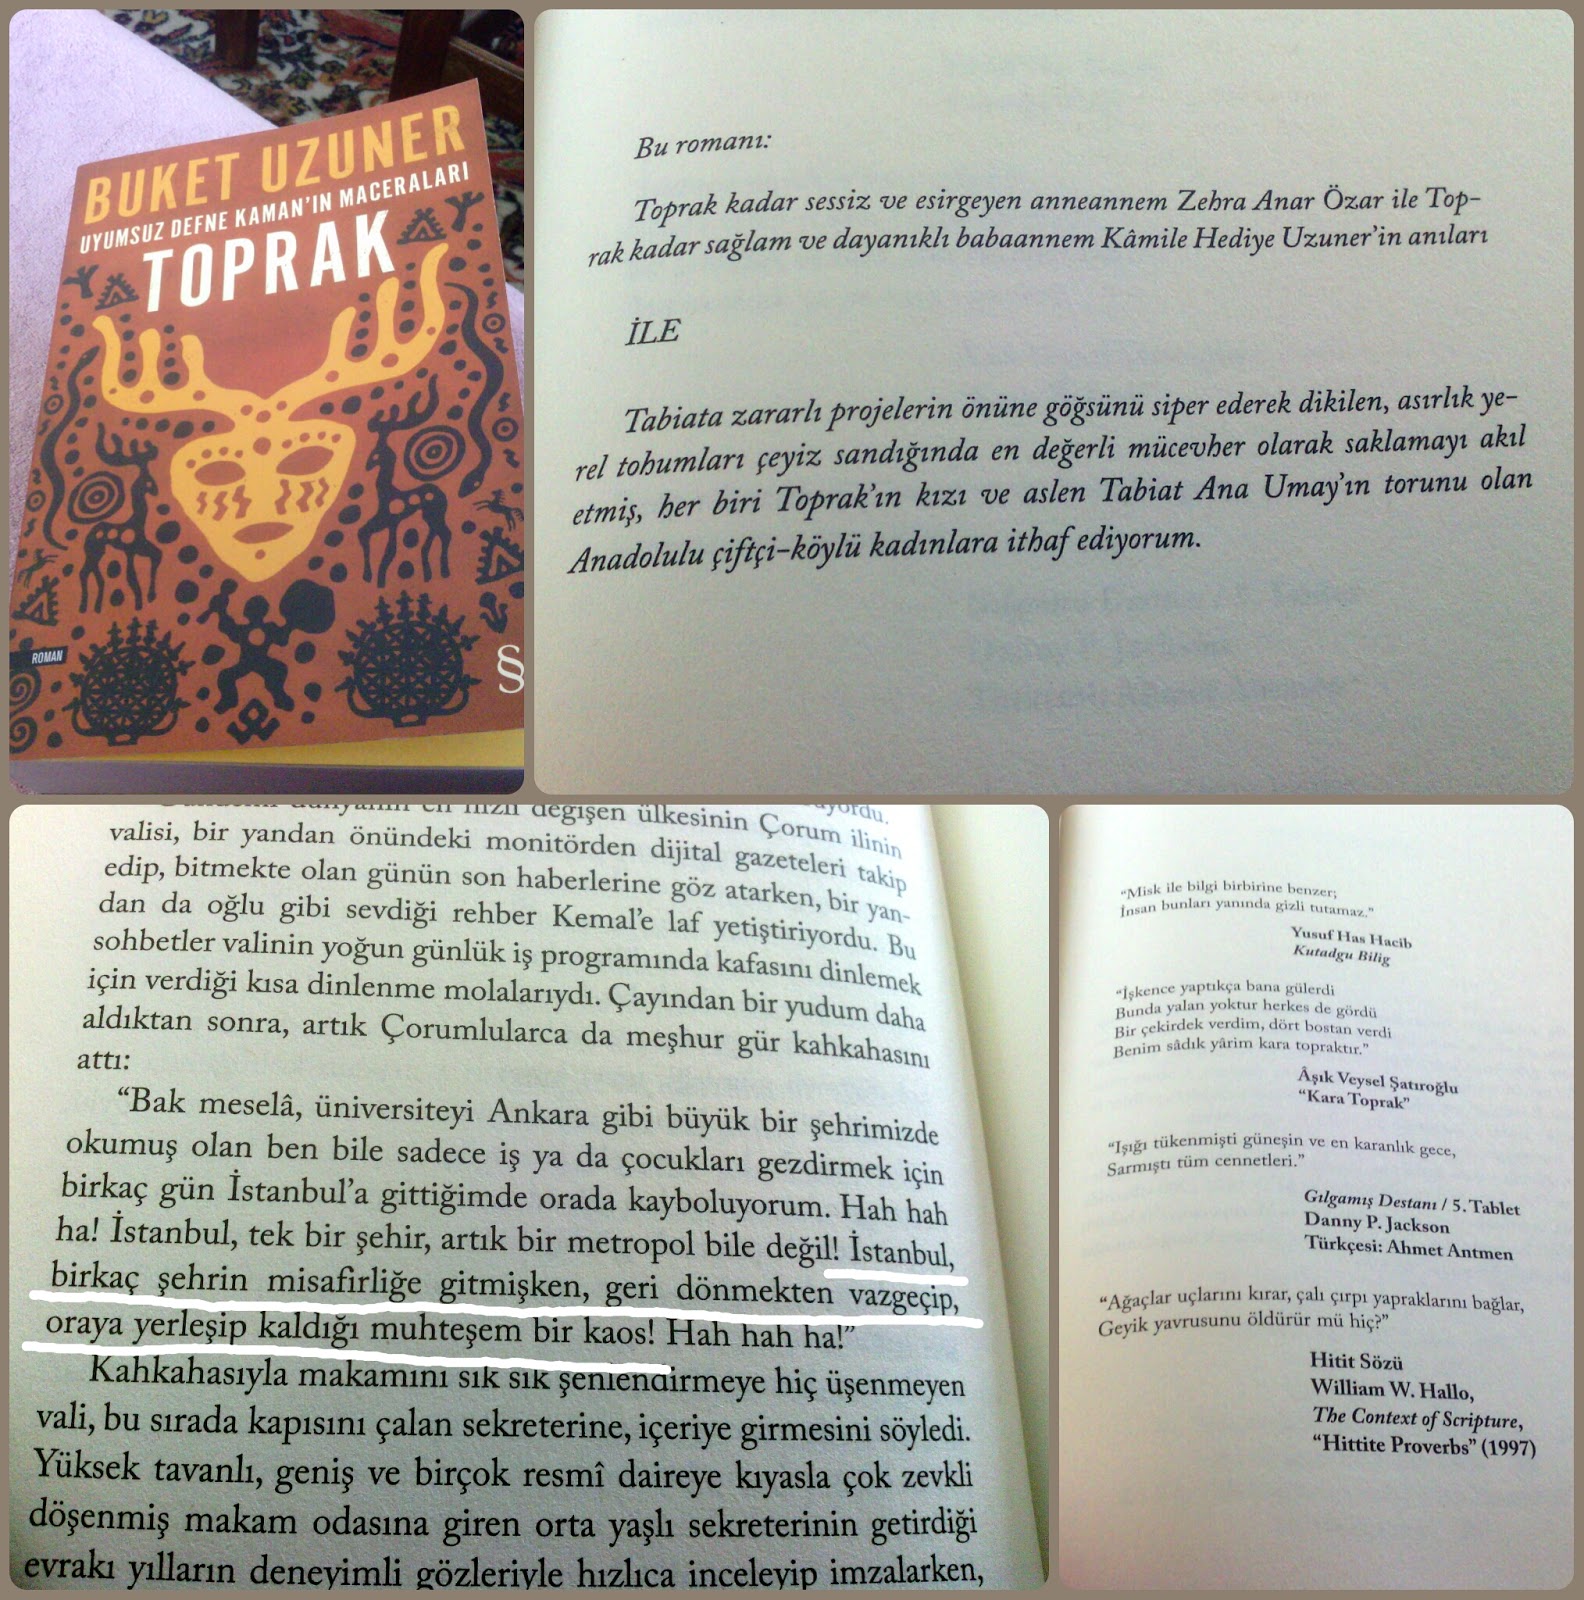 BUKET UZUNER
UYUMSUZ DEFNE KAMAN'IN MACERALARI
TOPRAK
ROMAN
Bu romanı:
Toprak kadar sessiz ve esirgeyen anneannem Zehra Anar Özar ile Top-
rak kadar sağlam ve dayanıklı babaannem Kâmile Hediye Uzuner'in anıları
İLE
Tabiata zararlı projelerin önüne göğsünü siper ederek dikilen, asırlık ye-
rel tohumları çeyiz sandığında en değerli mücevher olarak saklamayı akıl
etmiş, her biri Toprak'ın kızı ve aslen Tabiat Ana Umay'ın torunu olan
Anadolulu çiftçi-köylü kadınlara ithaf ediyorum.
dünyanın en hızlı değişen ülkesinin Çorum ilinin
valisi, bir yandan önündeki monitörden dijital gazeteleri takip
edip, bitmekte olan günün son haberlerine göz atarken, bir yan-
dan da oğlu gibi sevdiği rehber Kemal'e laf yetiştiriyordu. Bu
sohbetler valinin yoğun günlük iş programında kafasını dinlemek
için verdiği kısa dinlenme molalarıydı. Çayından bir yudum daha
aldıktan sonra, artık Çorumlularca da meşhur gür kahkahasını
attı:
“Bak meselâ, üniversiteyi Ankara gibi büyük bir şehrimizde
okumuş olan ben bile sadece iş ya da çocukları gezdirmek için
birkaç gün İstanbul'a gittiğimde orada kayboluyorum. Hah hah
ha! İstanbul, tek bir şehir, artık bir metropol bile değil! İstanbul,
birkaç şehrin misafirliğe gitmişken, geri dönmekten vazgeçip,
oraya yerleşip kaldığı muhteşem bir kaos! Hah hah ha!”
Kahkahasıyla makamını sık sık şenlendirmeye hiç üşenmeyen
vali, bu sırada kapısını çalan sekreterine, içeriye girmesini söyledi.
Yüksek tavanlı, geniş ve birçok resmî daireye kıyasla çok zevkli
döşenmiş makam odasına giren orta yaşlı sekreterinin getirdiği
evrakı yılların deneyimli gözleriyle hızlıca inceleyip imzalarken,
“Misk ile bilgi birbirine benzer;
İnsan bunları yanında gizli tutamaz.”
Yusuf Has Hacib
Kutadgu Bilig
“İşkence yaptıkça bana gülerdi
Bunda yalan yoktur herkes de gördü
Bir çekirdek verdim, dört bostan verdi
Benim sâdık yârim kara topraktır.”
Âşık Veysel Şatıroğlu
“Kara Toprak”
“Işığı tükenmişti güneşin ve en karanlık gece,
Sarmıştı tüm cennetleri.”
Gılgamış Destanı / 5. Tablet
Danny P. Jackson
Türkçesi: Ahmet Antmen
“Ağaçlar uçlarını kırar, çalı çırpı yapraklarını bağlar,
Geyik yavrusunu öldürür mü hiç?”
Hitit Sözü
William W. Hallo,
The Context of Scripture,
“Hittite Proverbs” (1997)